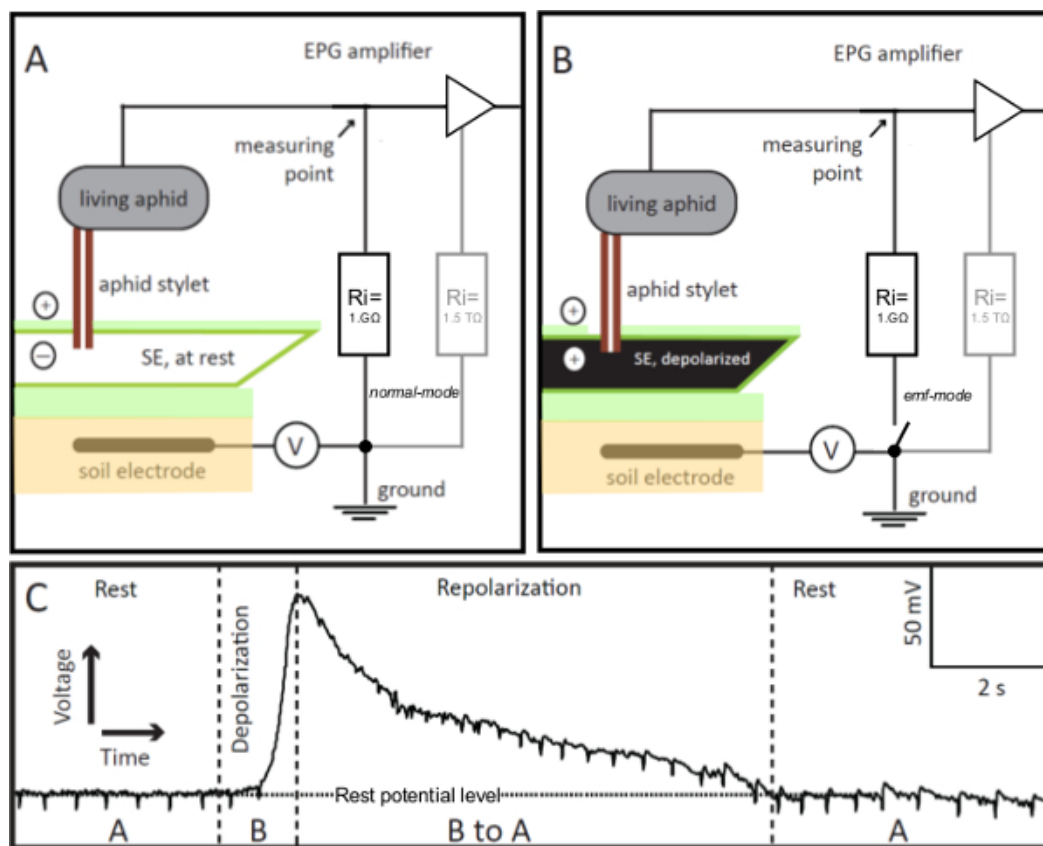 A
EPG amplifier
measuring
point
living aphid
aphid stylet
+
−
SE, at rest
Ri=
1.GΩ
Ri=
1.5 TΩ
normal-mode
V
soil electrode
ground
B
EPG amplifier
measuring
point
living aphid
aphid stylet
+
+
SE, depolarized
Ri=
1.GΩ
Ri=
1.5 TΩ
emf-mode
V
soil electrode
ground
C
Rest
Depolarization
Repolarization
Rest
50 mV
2 s
Voltage
Time
Rest potential level
A
B
B to A
A